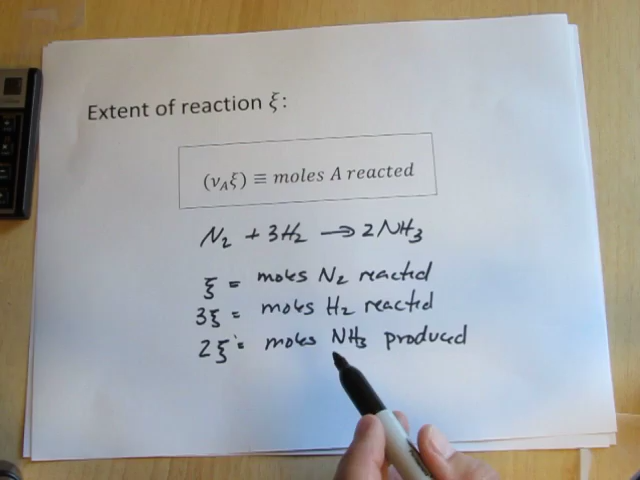 Extent of reaction ξ:
(νAξ) ≡ moles A reacted
N2 + 3H2 → 2NH3
ξ = moles N2 reacted
3ξ = moles H2 reacted
2ξ = moles NH3 produced